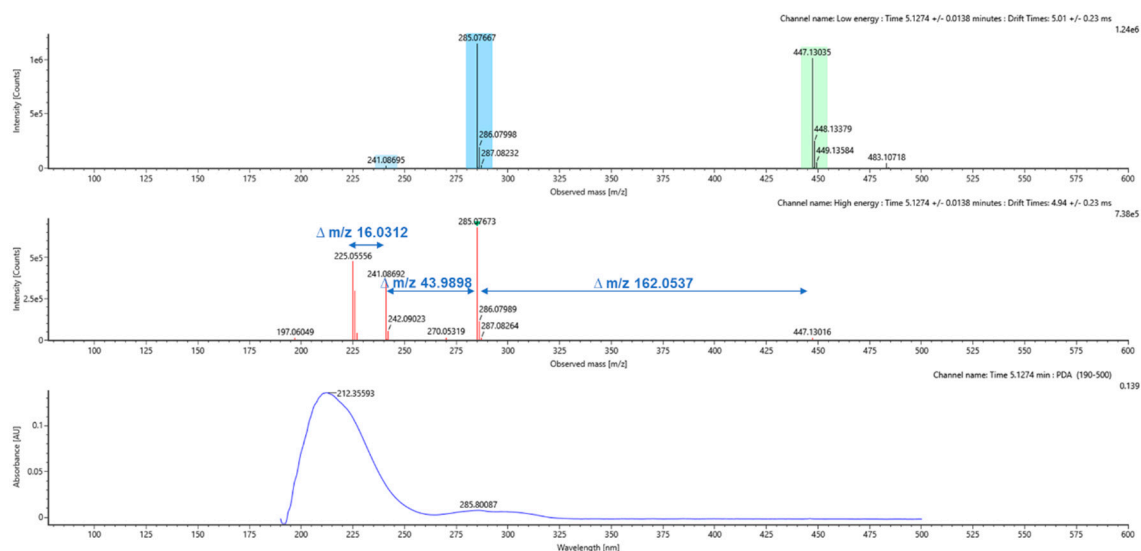 Channel name: Low energy : Time 5.1274 +/- 0.0138 minutes : Drift Times: 5.01 +/- 0.23 ms
1.24e6
Intensity [Counts]
1e6
5e5
0
285.07667
286.07998
287.08232
241.08695
447.13035
448.13379
449.13584
483.10718
100 125 150 175 200 225 250 275 300 325 350 375 400 425 450 475 500 525 550 575 600
Observed mass [m/z]
Channel name: High energy : Time 5.1274 +/- 0.0138 minutes : Drift Times: 4.94 +/- 0.23 ms
7.38e5
Intensity [Counts]
5e5
2.5e5
0
285.07673
Δ m/z 16.0312
225.05556
241.08692
Δ m/z 43.9898
Δ m/z 162.0537
286.07989
287.08264
242.09023
197.06049
270.05319
447.13016
100 125 150 175 200 225 250 275 300 325 350 375 400 425 450 475 500 525 550 575 600
Observed mass [m/z]
Channel name: Time 5.1274 min : PDA (190-500)
0.139
Absorbance [AU]
0.1
0.05
0
212.35593
285.80087
100 125 150 175 200 225 250 275 300 325 350 375 400 425 450 475 500 525 550 575 600
Wavelength [nm]